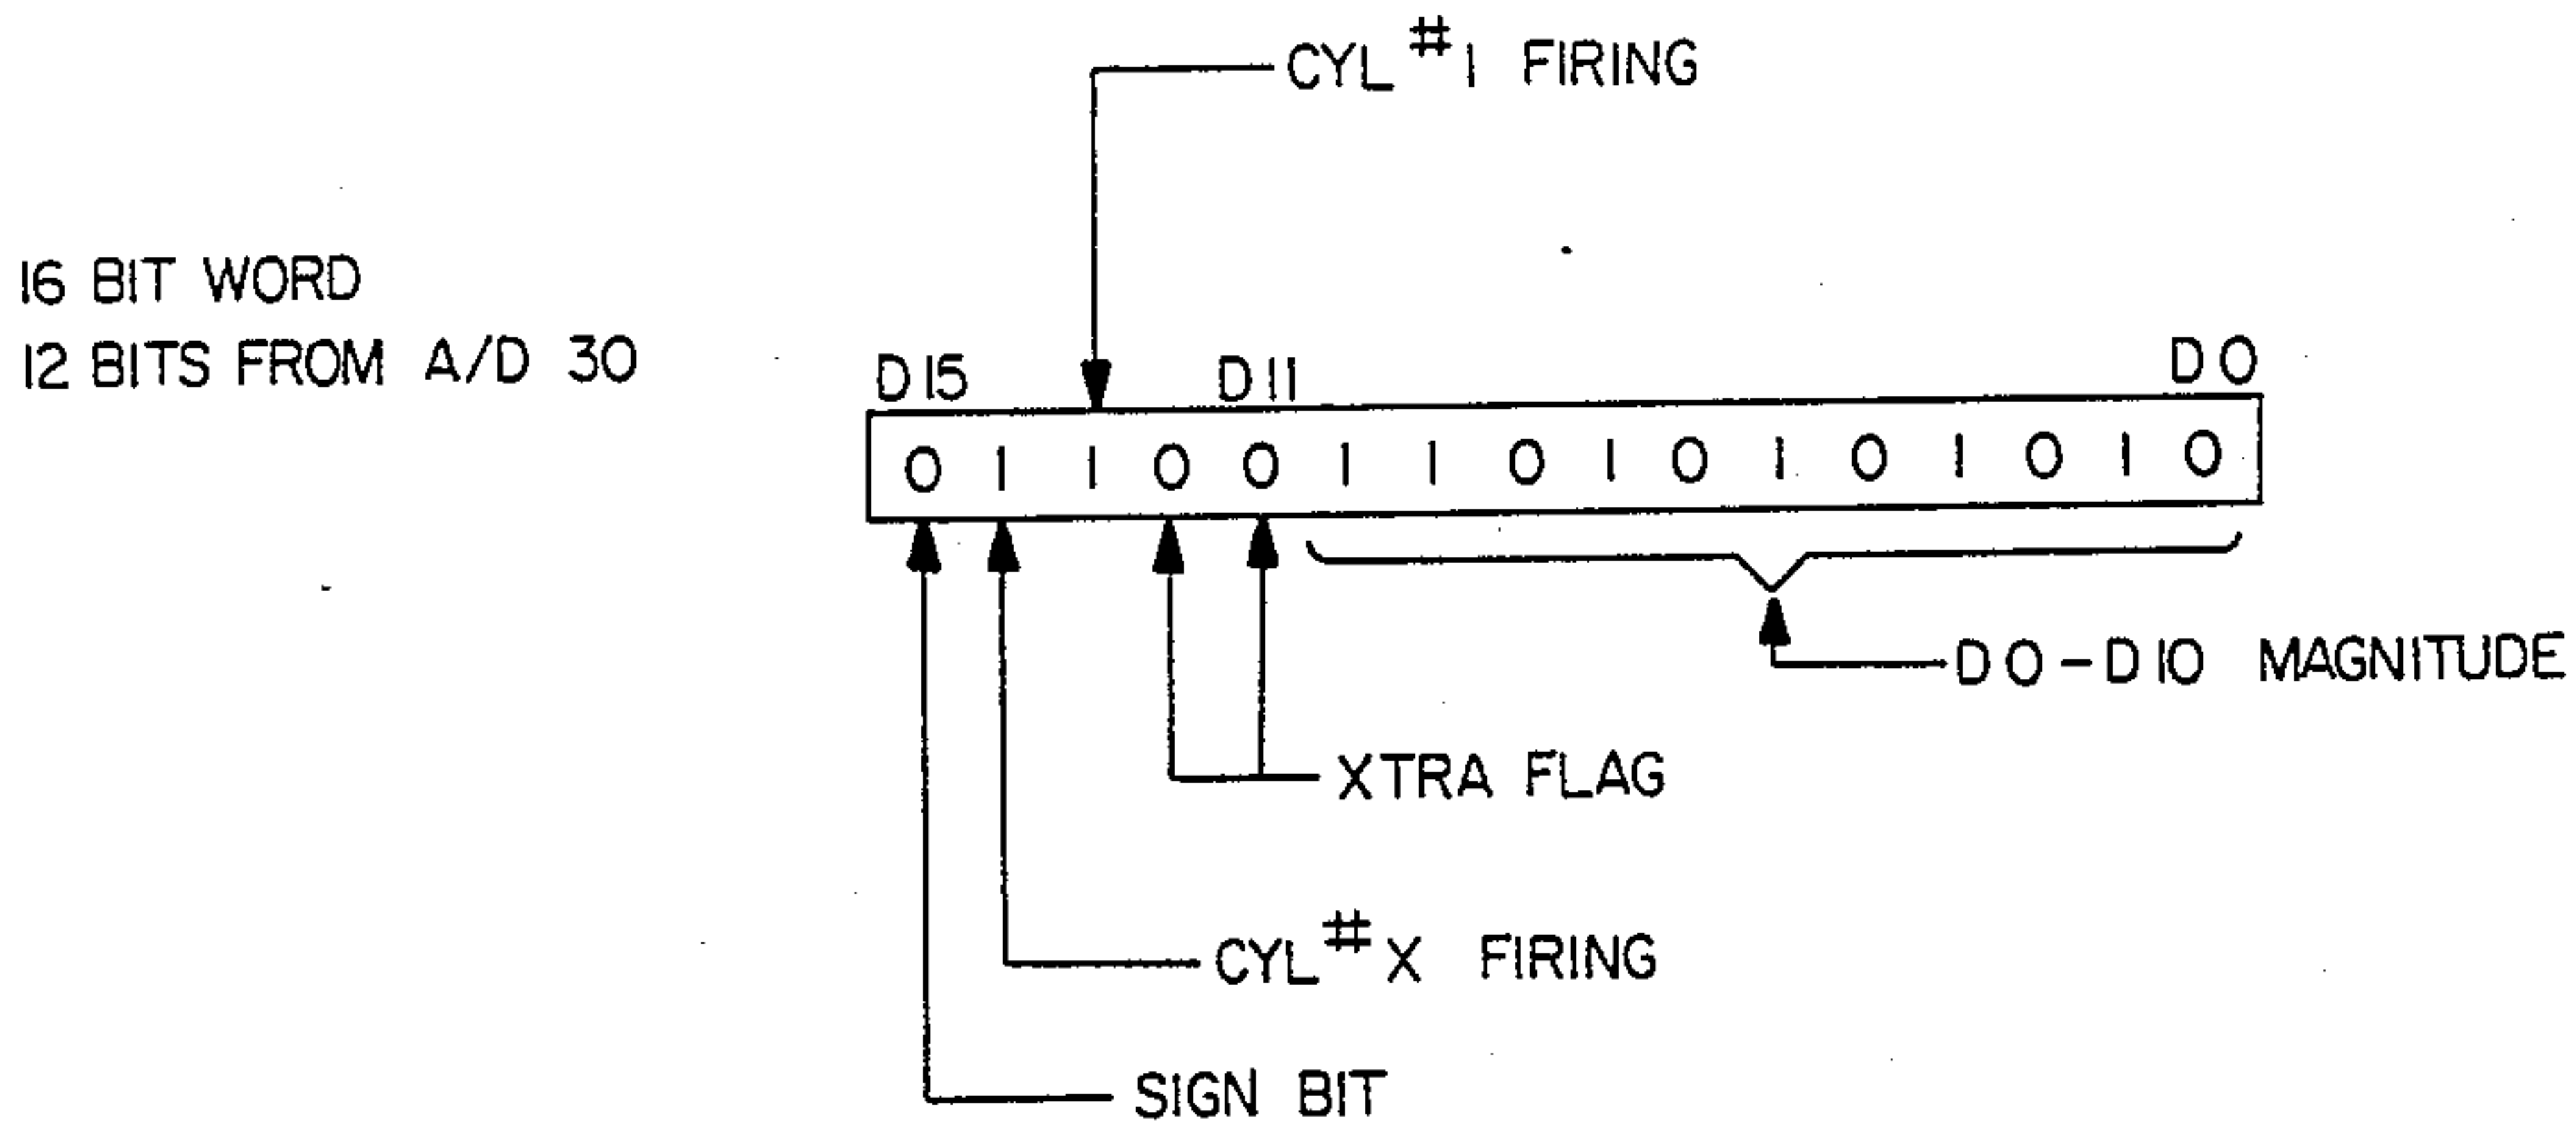 CYL #1 FIRING
16 BIT WORD
12 BITS FROM A/D 30
D15 D11 D0
0 1 1 0 0 1 1 0 1 0 1 0 1 0 1 0
D0-D10 MAGNITUDE
XTRA FLAG
CYL #X FIRING
SIGN BIT